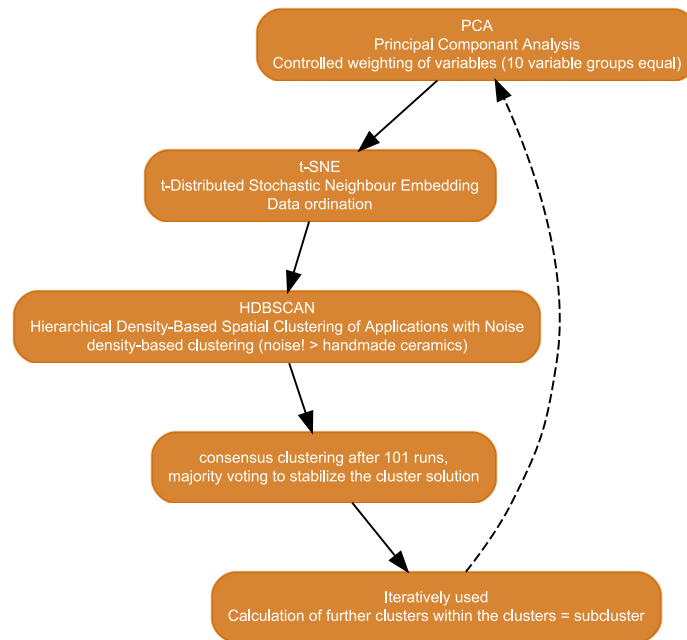 PCA
Principal Componant Analysis
Controlled weighting of variables (10 variable groups equal)
t-SNE
t-Distributed Stochastic Neighbour Embedding
Data ordination
HDBSCAN
Hierarchical Density-Based Spatial Clustering of Applications with Noise
density-based clustering (noise! > handmade ceramics)
consensus clustering after 101 runs,
majority voting to stabilize the cluster solution
Iteratively used
Calculation of further clusters within the clusters = subcluster